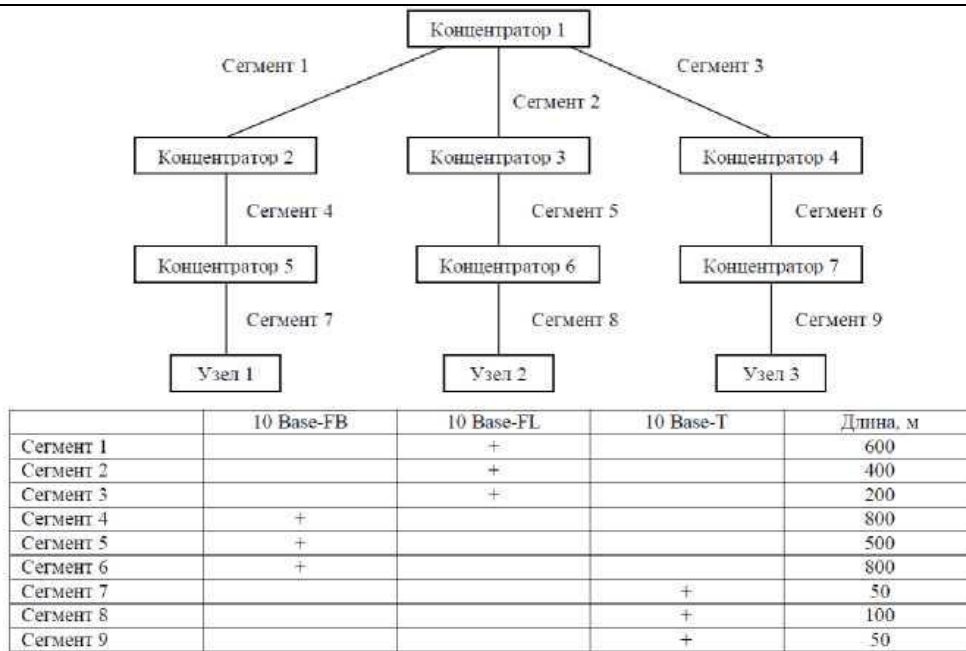 Концентратор 1
Сегмент 1
Сегмент 3
Сегмент 2
Концентратор 2
Концентратор 3
Концентратор 4
Сегмент 4
Сегмент 5
Сегмент 6
Концентратор 5
Концентратор 6
Концентратор 7
Сегмент 7
Сегмент 8
Сегмент 9
Узел 1
Узел 2
Узел 3
10 Base-FB 10 Base-FL 10 Base-T Длина, м
Сегмент 1 + 600
Сегмент 2 + 400
Сегмент 3 + 200
Сегмент 4 + 800
Сегмент 5 + 500
Сегмент 6 + 800
Сегмент 7 + 50
Сегмент 8 + 100
Сегмент 9 + 50